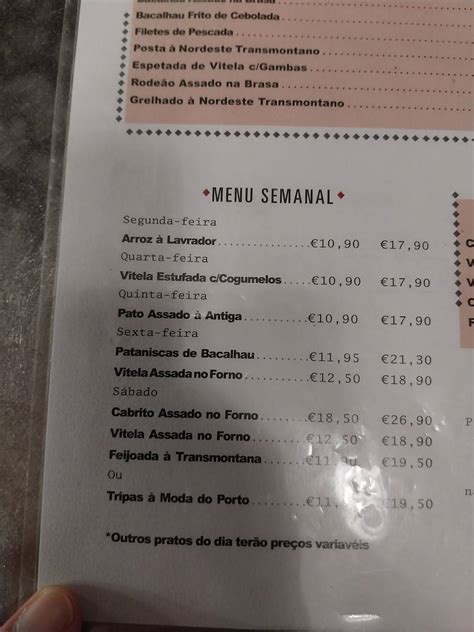 Bacalhau Frito de Cebolada
Filetes de Pescada
Posta à Nordeste Transmontano
Espetada de Vitela c/Gambas
Rodeão Assado na Brasa
Grelhado à Nordeste Transmontano
MENU SEMANAL
Segunda-feira
Arroz à Lavrador €10,90 €17,90
Quarta-feira
Vitela Estufada c/Cogumelos €10,90 €17,90
Quinta-feira
Pato Assado à Antiga €10,90 €17,90
Sexta-feira
Pataniscas de Bacalhau €11,95 €21,30
Vitela Assada no Forno €12,50 €18,90
Sábado
Cabrito Assado no Forno €18,50 €26,90
Vitela Assada no Forno €12,50 €18,90
Feijoada à Transmontana €19,50
Ou
Tripas à Moda do Porto €19,50
*Outros pratos do dia terão preços variavéis